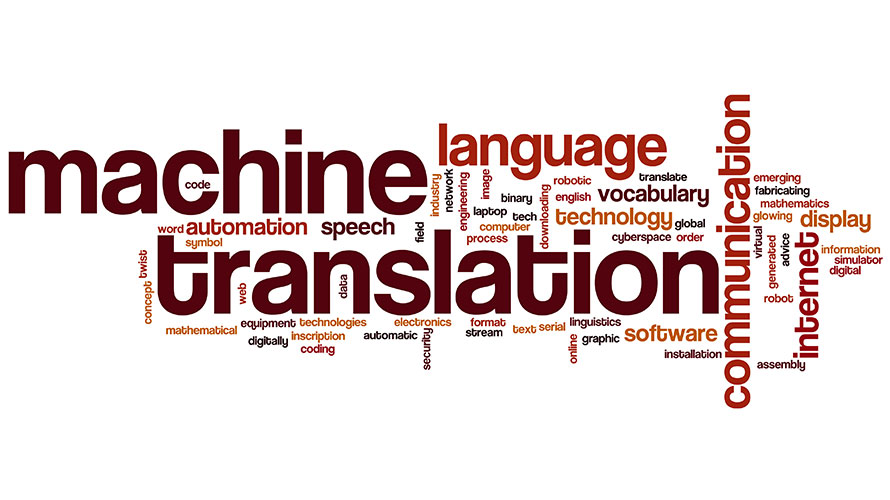 machine
translation
language
communication
code
word
automation
speech
symbol
field
industry
network
engineering
image
laptop
tech
computer
process
binary
downloading
robotic
english
translate
vocabulary
technology
global
cyberspace
order
emerging
fabricating
mathematics
glowing
display
virtual
generated
advice
internet
information
simulator
digital
robot
twist
concept
web
data
mathematical
equipment
technologies
digitally
inscription
coding
electronics
automatic
security
format
stream
text
serial
linguistics
online
graphic
software
installation
assembly